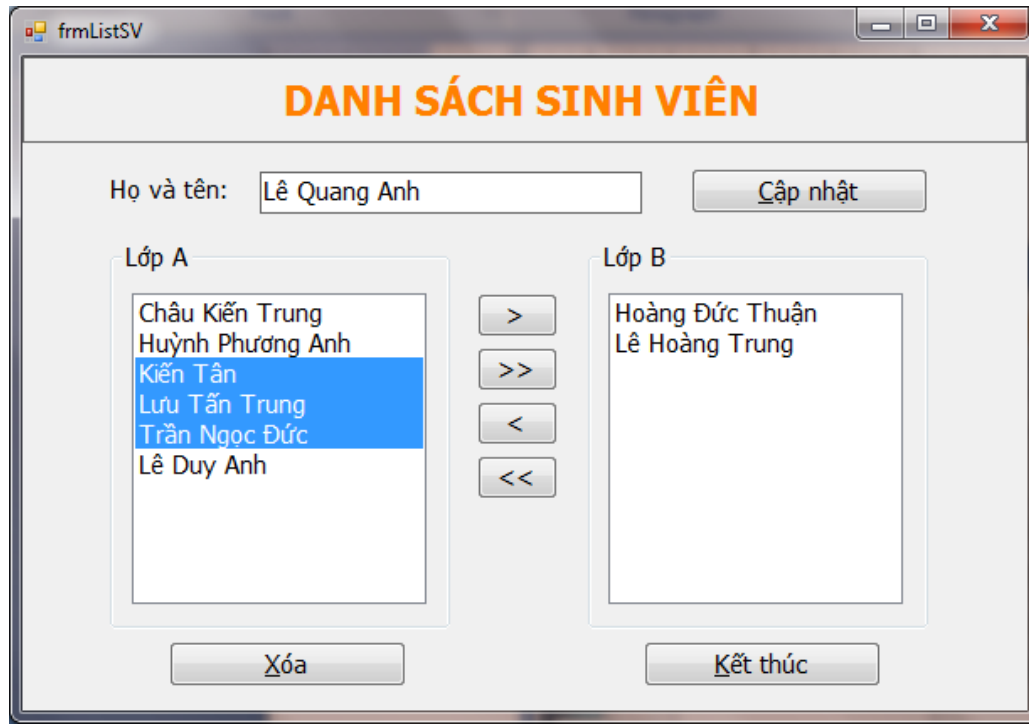 frmListSV
DANH SÁCH SINH VIÊN
Họ và tên: Lê Quang Anh Cập nhật
Lớp A
Châu Kiến Trung
Huỳnh Phương Anh
Kiến Tân
Lưu Tấn Trung
Trần Ngọc Đức
Lê Duy Anh
>
>>
<
<<
Lớp B
Hoàng Đức Thuận
Lê Hoàng Trung
Xóa
Kết thúc